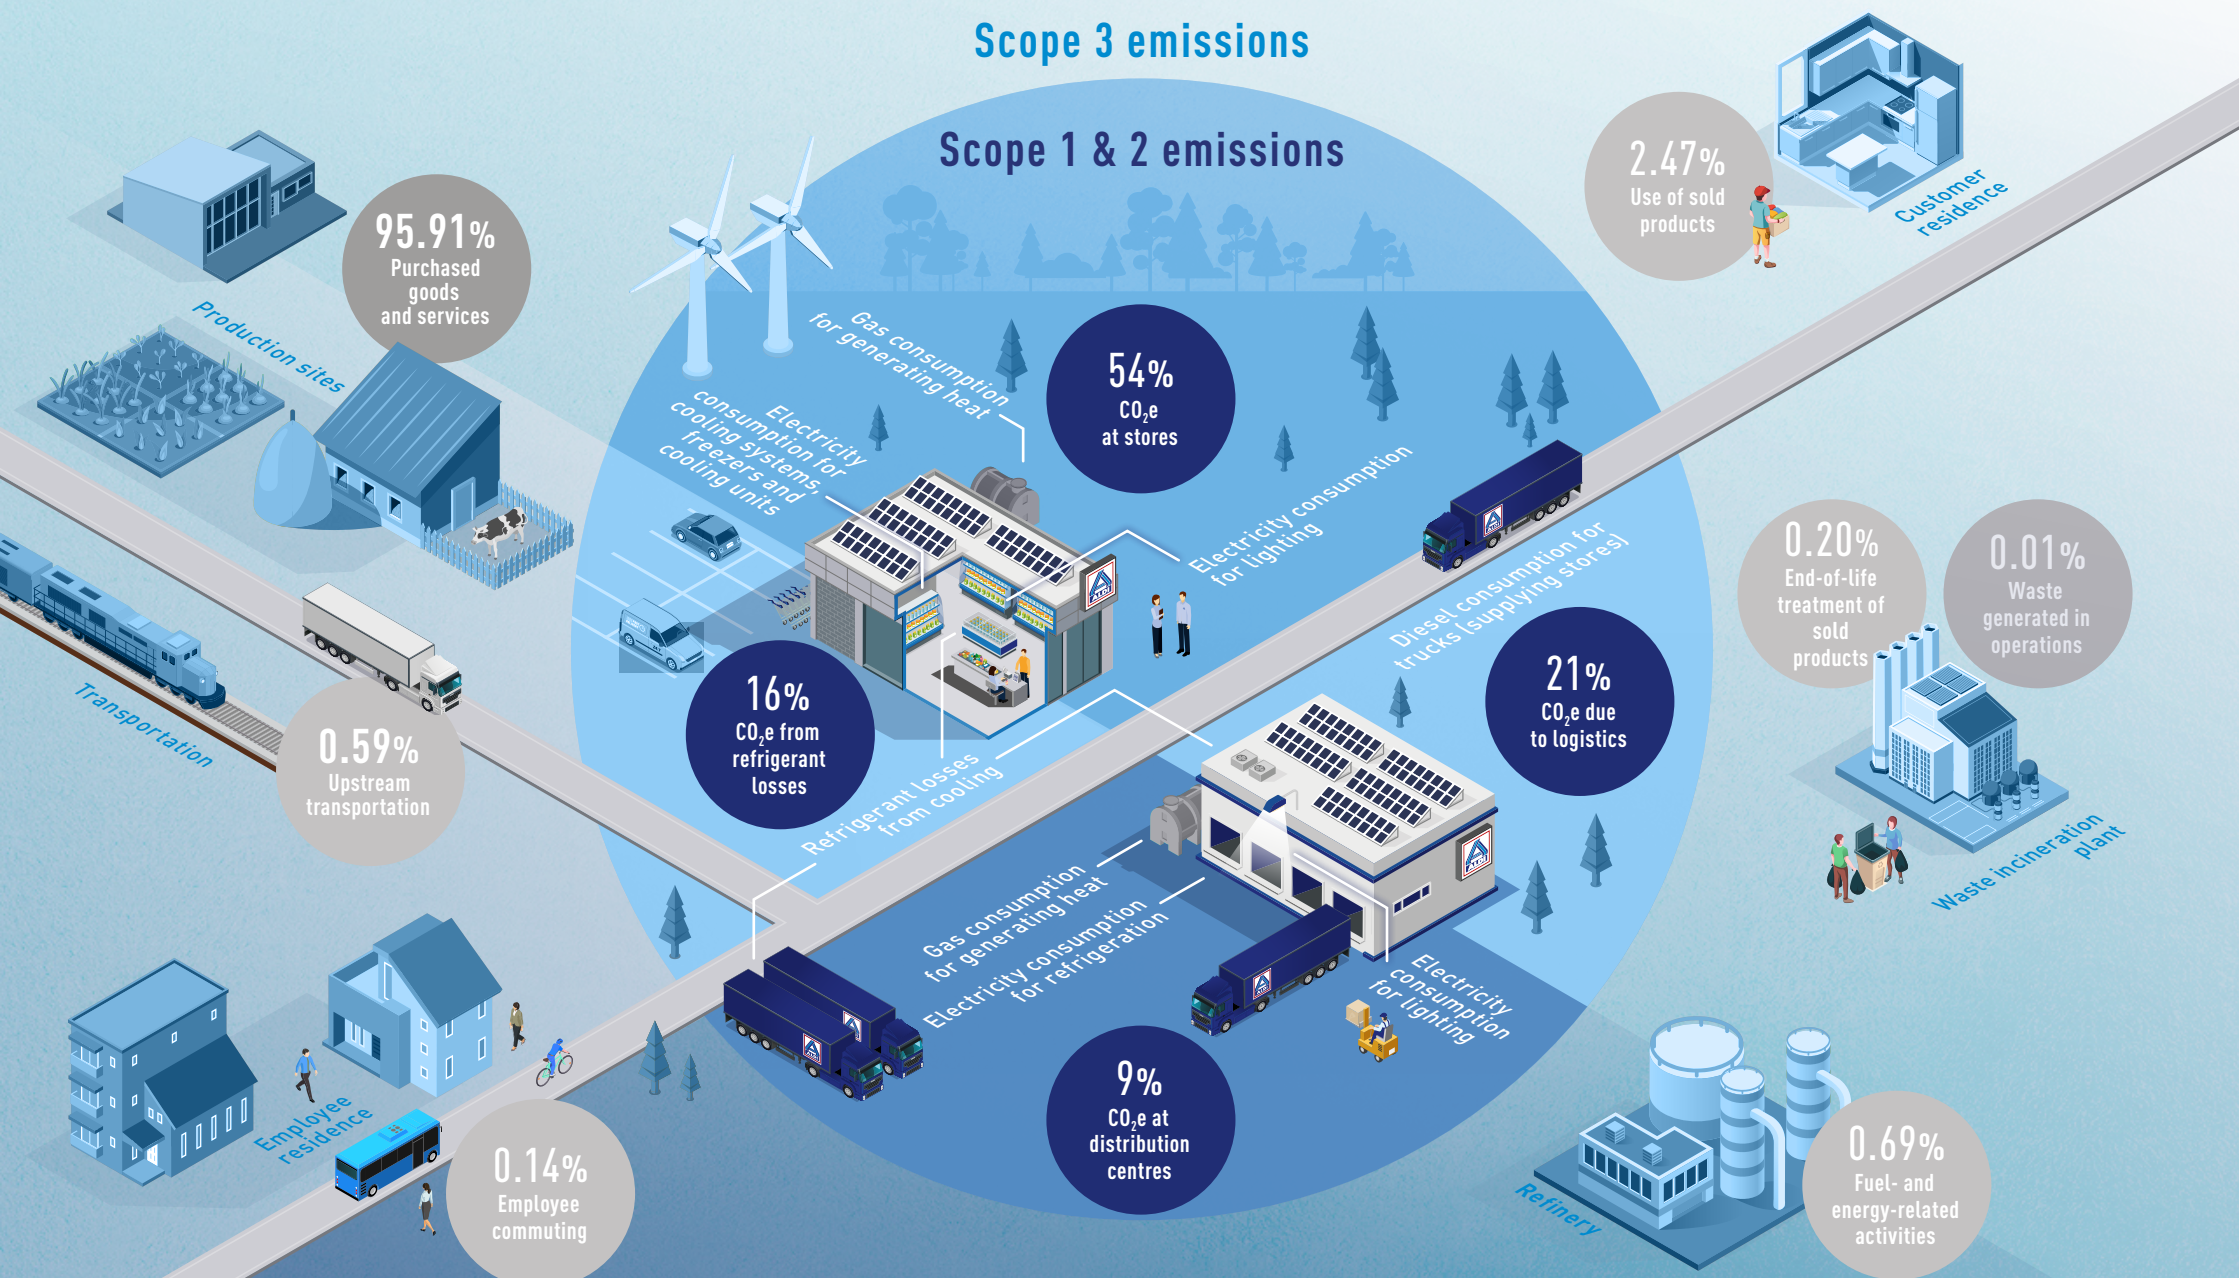 Scope 3 emissions
Scope 1 & 2 emissions
2.47%
Use of sold
products
Customer
residence
95.91%
Purchased
goods
and services
Production sites
Gas consumption
for generating heat
54%
CO₂e
at stores
Electricity
consumption for
cooling systems,
freezers and
cooling units
Electricity consumption
for lighting
Diesel consumption for
trucks (supplying stores)
0.20%
End-of-life
treatment of
sold
products
0.01%
Waste
generated in
operations
ALDI
ALDI
16%
CO₂e from
refrigerant
losses
21%
CO₂e due
to logistics
Transportation
0.59%
Upstream
transportation
Refrigerant losses
from cooling
Waste incineration
plant
ALDI
Gas consumption
for generating heat
Electricity consumption
for refrigeration
Electricity
consumption
for lighting
ALDI
ALDI
ALDI
Employee
residence
0.14%
Employee
commuting
9%
CO₂e at
distribution
centres
Refinery
0.69%
Fuel- and
energy-related
activities